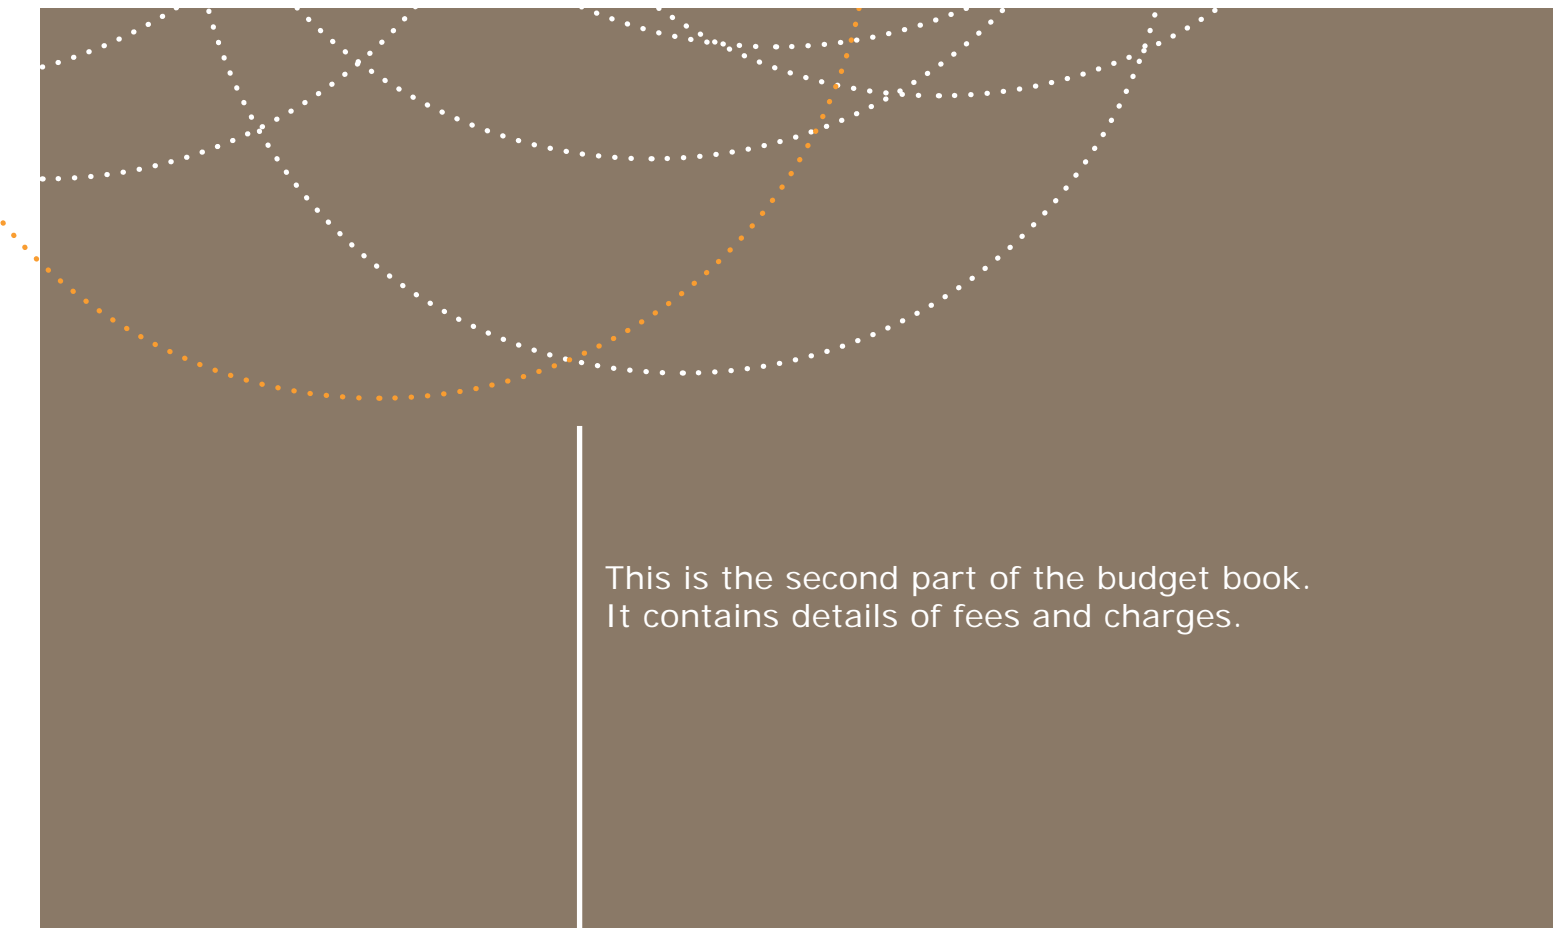 This is the second part of the budget book.
It contains details of fees and charges.